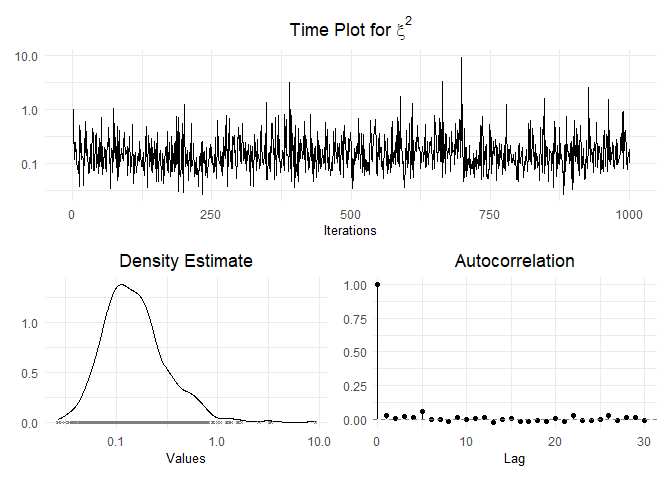 Time Plot for ξ²
10.0
1.0
0.1
0 250 500 750 1000
Iterations
Density Estimate
1.0
0.5
0.0
0.1 1.0 10.0
Values
Autocorrelation
1.00
0.75
0.50
0.25
0.00
0 10 20 30
Lag